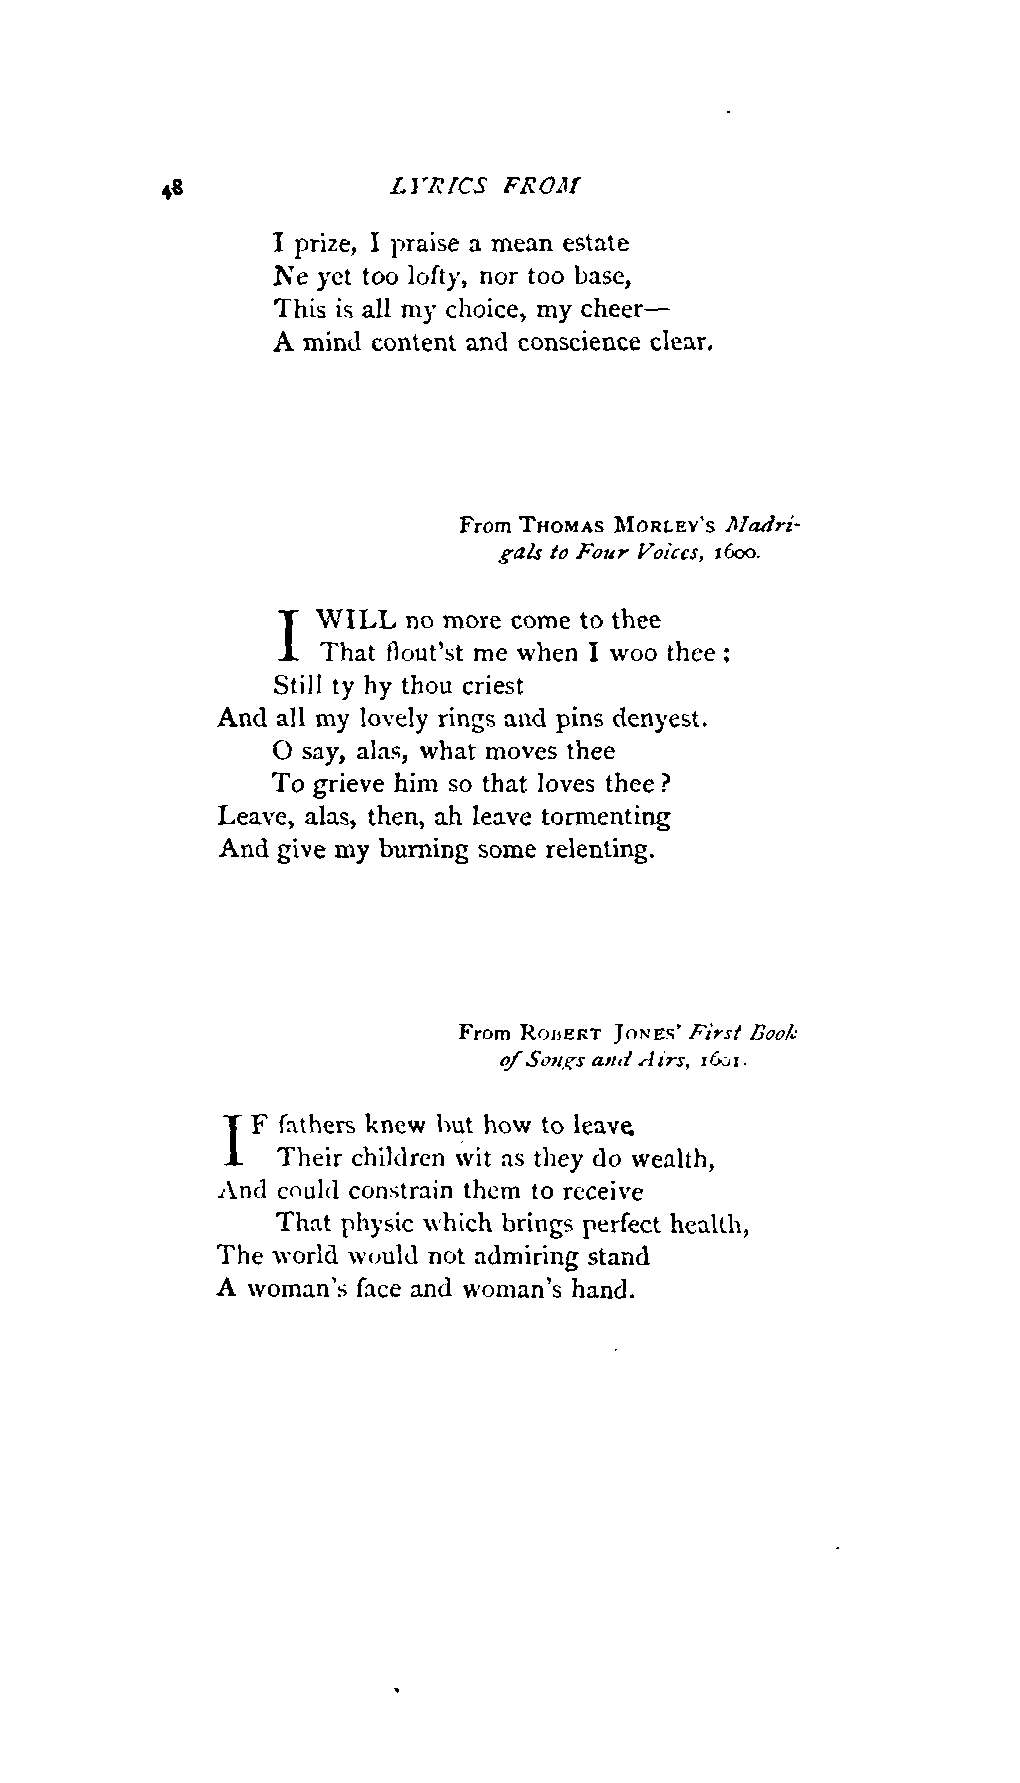 48 LYRICS FROM
I prize, I praise a mean estate
Ne yet too lofty, nor too base,
This is all my choice, my cheer—
A mind content and conscience clear.
From THOMAS MORLEY'S Madri-
gals to Four Voices, 1600.
I WILL no more come to thee
That flout'st me when I woo thee;
Still ty hy thou criest
And all my lovely rings and pins denyest.
O say, alas, what moves thee
To grieve him so that loves thee?
Leave, alas, then, ah leave tormenting
And give my burning some relenting.
From ROBERT JONES' First Book
of Songs and Airs, 1601.
IF fathers knew but how to leave
Their children wit as they do wealth,
And could constrain them to receive
That physic which brings perfect health,
The world would not admiring stand
A woman's face and woman's hand.